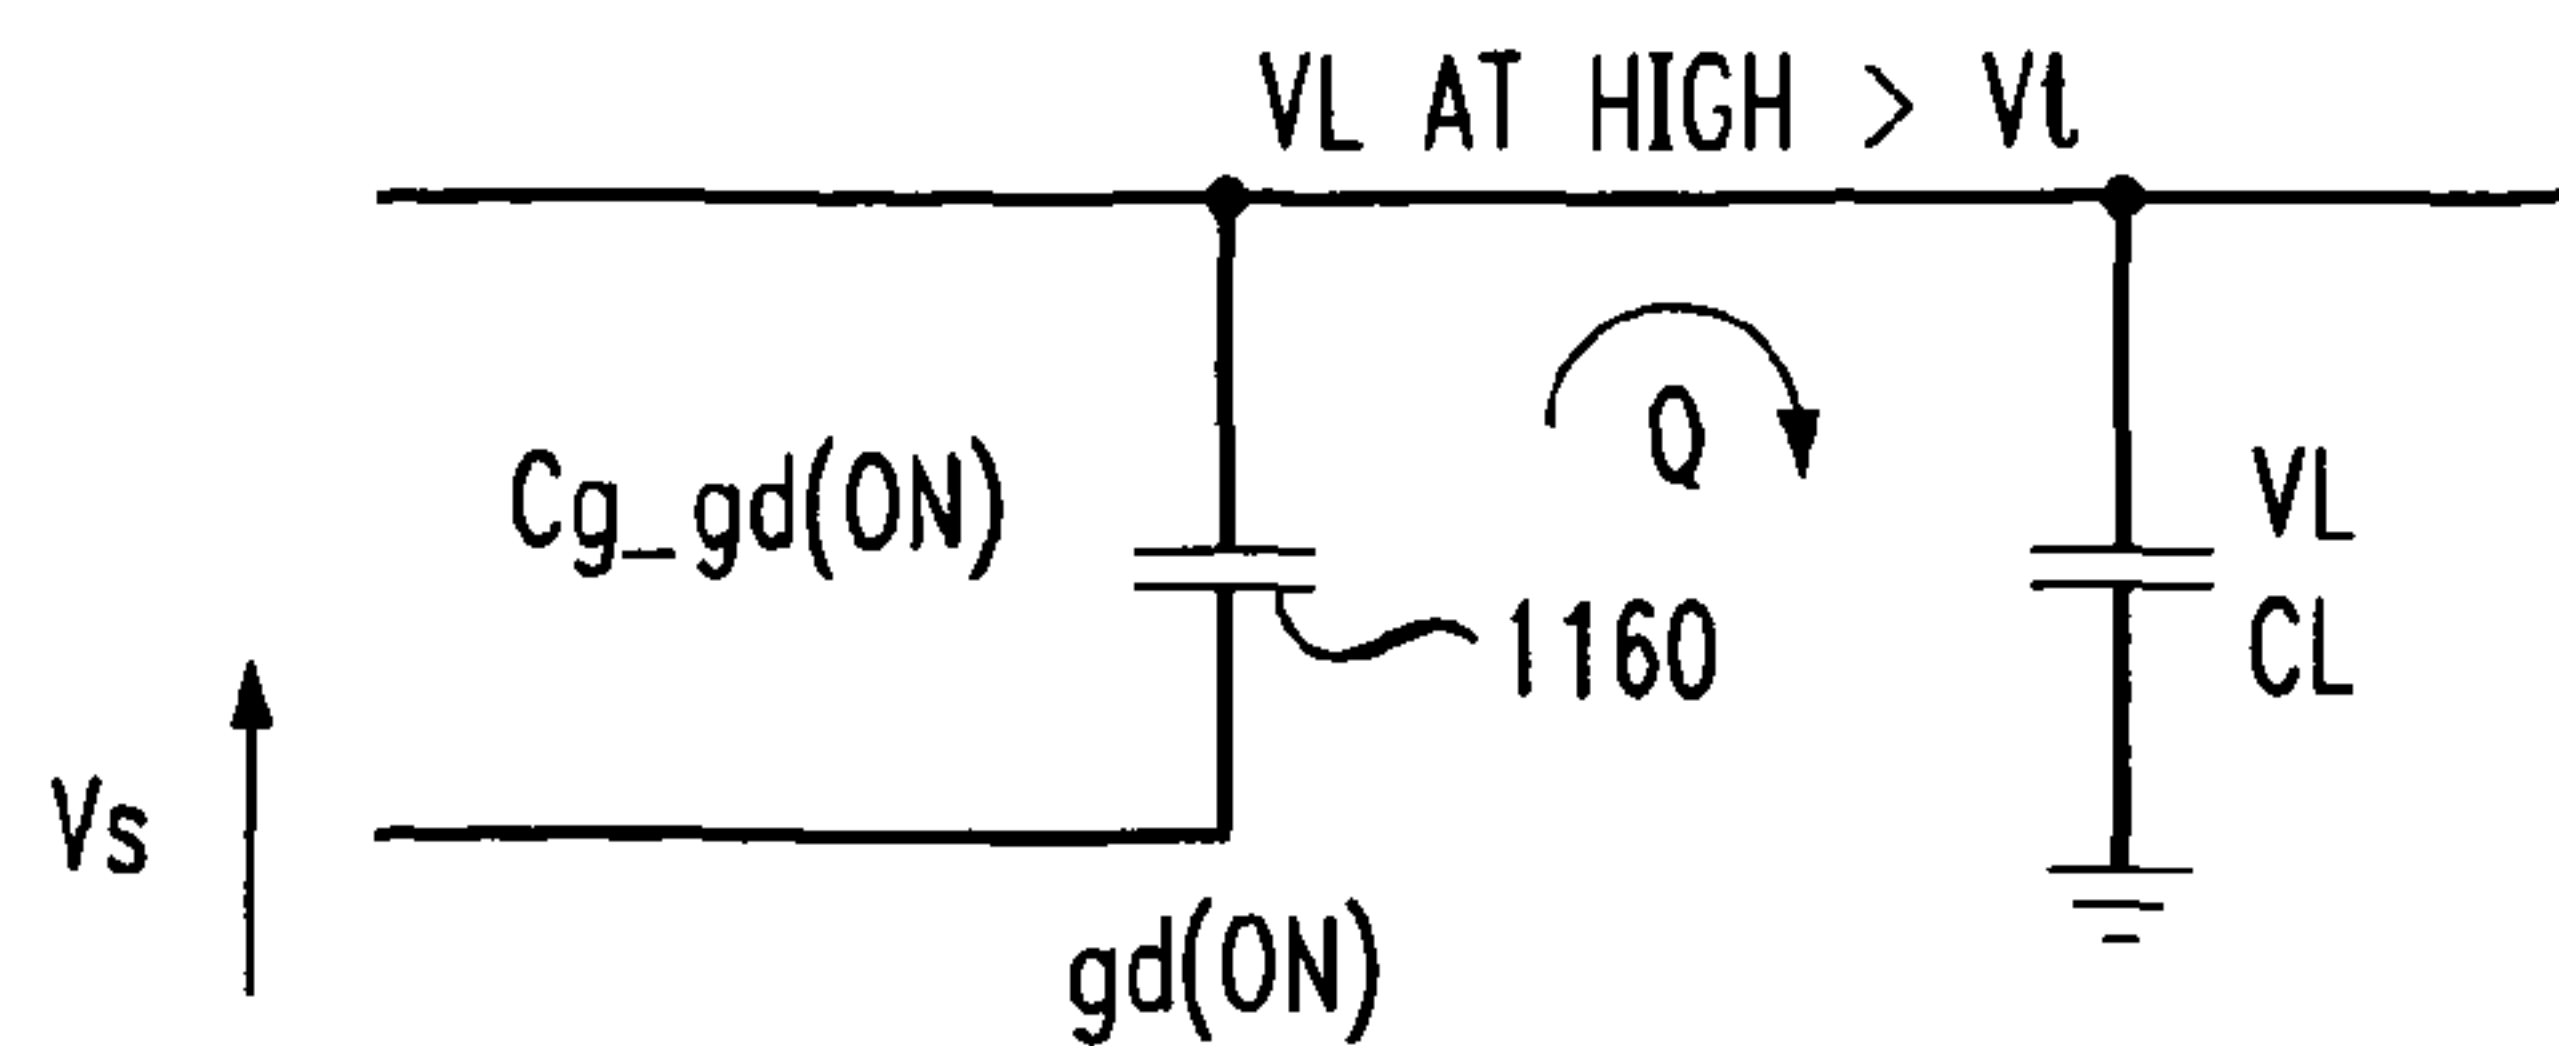 VL AT HIGH > Vt
Cg_gd(ON)
Q
VL
CL
1160
Vs
gd(ON)